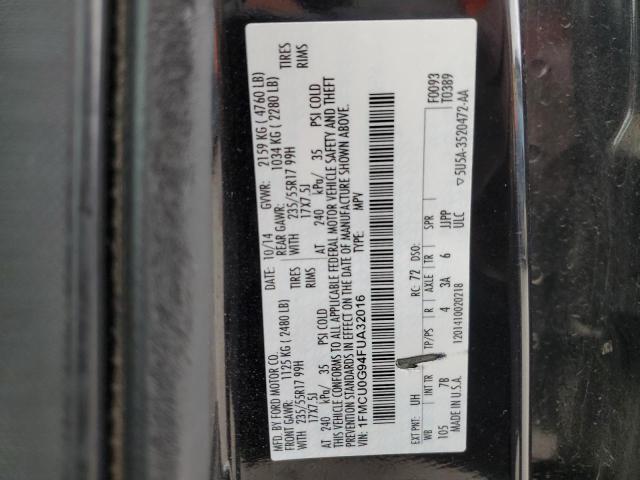 MFD. BY FORD MOTOR CO.
DATE: 10/14 GVWR: 2159 KG ( 4760 LB)
FRONT GAWR: 1125 KG ( 2480 LB) REAR GAWR: 1034 KG ( 2280 LB)
WITH 235/55R17 99H TIRES WITH 235/55R17 99H TIRES
17X7.5J RIMS 17X7.5J RIMS
AT 240 kPa/ 35 PSI COLD AT 240 kPa/ 35 PSI COLD
THIS VEHICLE CONFORMS TO ALL APPLICABLE FEDERAL MOTOR VEHICLE SAFETY AND THEFT
PREVENTION STANDARDS IN EFFECT ON THE DATE OF MANUFACTURE SHOWN ABOVE.
VIN: 1FMCU0G94FUA32016 TYPE: MPV
F0093
T0389
EXT PNT: UH RC: 72 DSO:
WB INT TR TP/PS R AXLE TR SPR
105 7B 4 3A 6 JJPP
MADE IN U.S.A. 120141002021​8 ULC
▽5U5A-3520472-AA